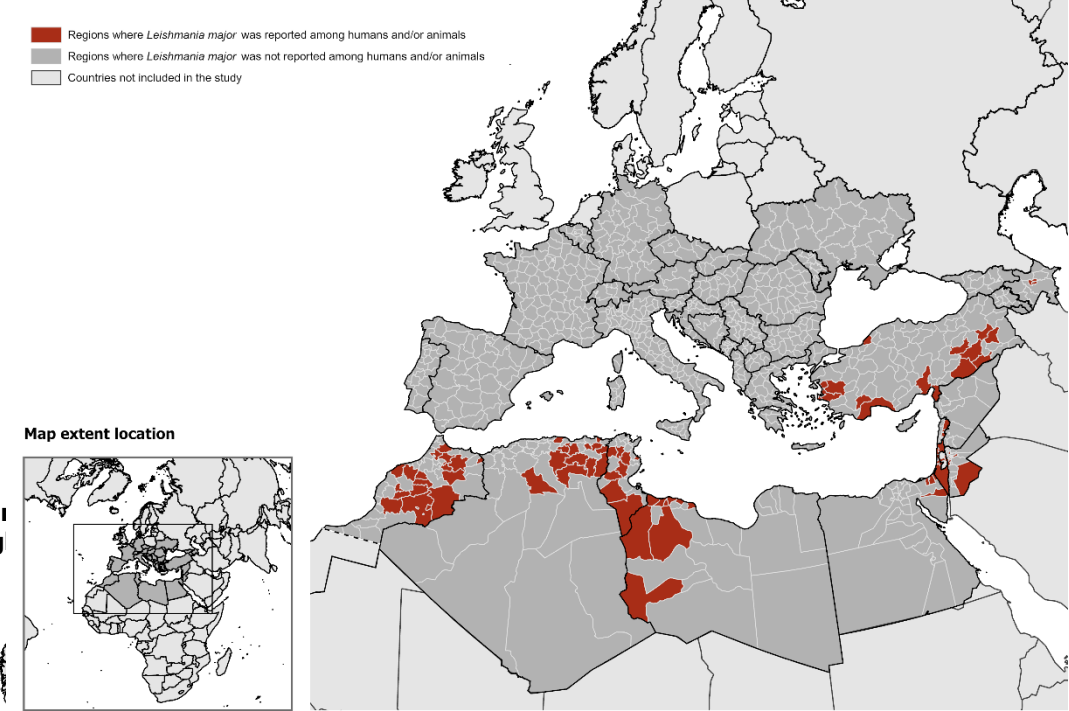 Regions where Leishmania major was reported among humans and/or animals
Regions where Leishmania major was not reported among humans and/or animals
Countries not included in the study
Map extent location